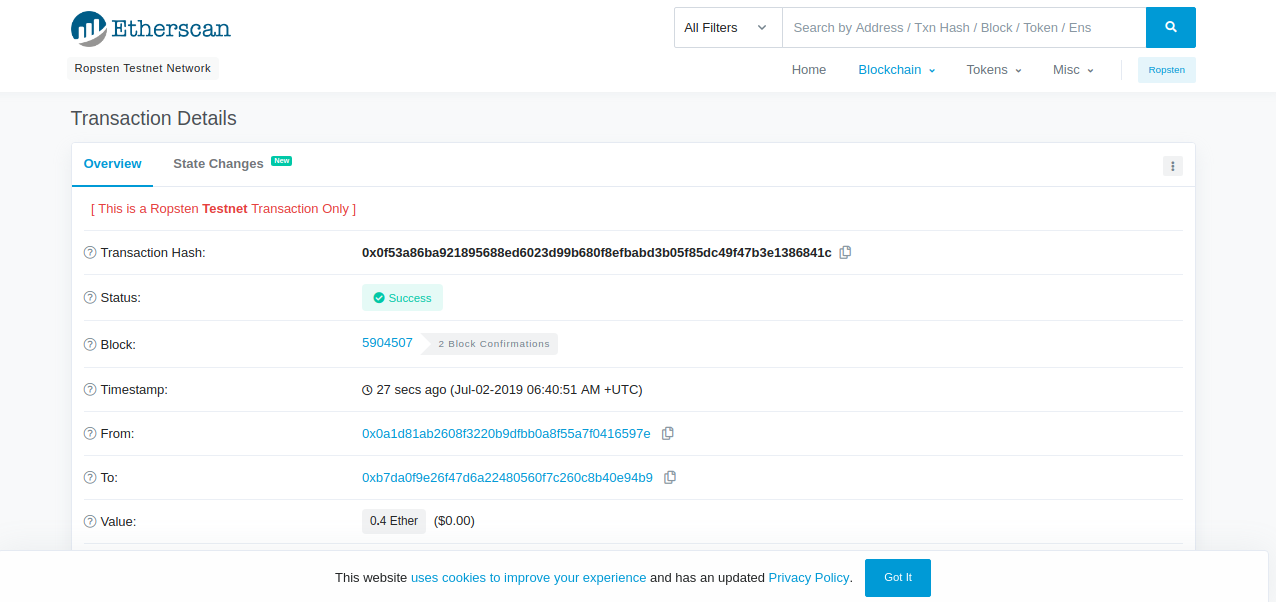 Etherscan
All Filters
Search by Address / Txn Hash / Block / Token / Ens
Ropsten Testnet Network
Home Blockchain Tokens Misc Ropsten
Transaction Details
Overview State Changes New
[ This is a Ropsten Testnet Transaction Only ]
Transaction Hash: 0x0f53a86ba921895688ed6023d99b680f8efbabd3b05f85dc49f47b3e1386841c
Status: Success
Block: 5904507 2 Block Confirmations
Timestamp: 27 secs ago (Jul-02-2019 06:40:51 AM +UTC)
From: 0x0a1d81ab2608f3220b9dfbb0a8f55a7f0416597e
To: 0xb7da0f9e26f47d6a22480560f7c260c8b40e94b9
Value: 0.4 Ether ($0.00)
This website uses cookies to improve your experience and has an updated Privacy Policy. Got It